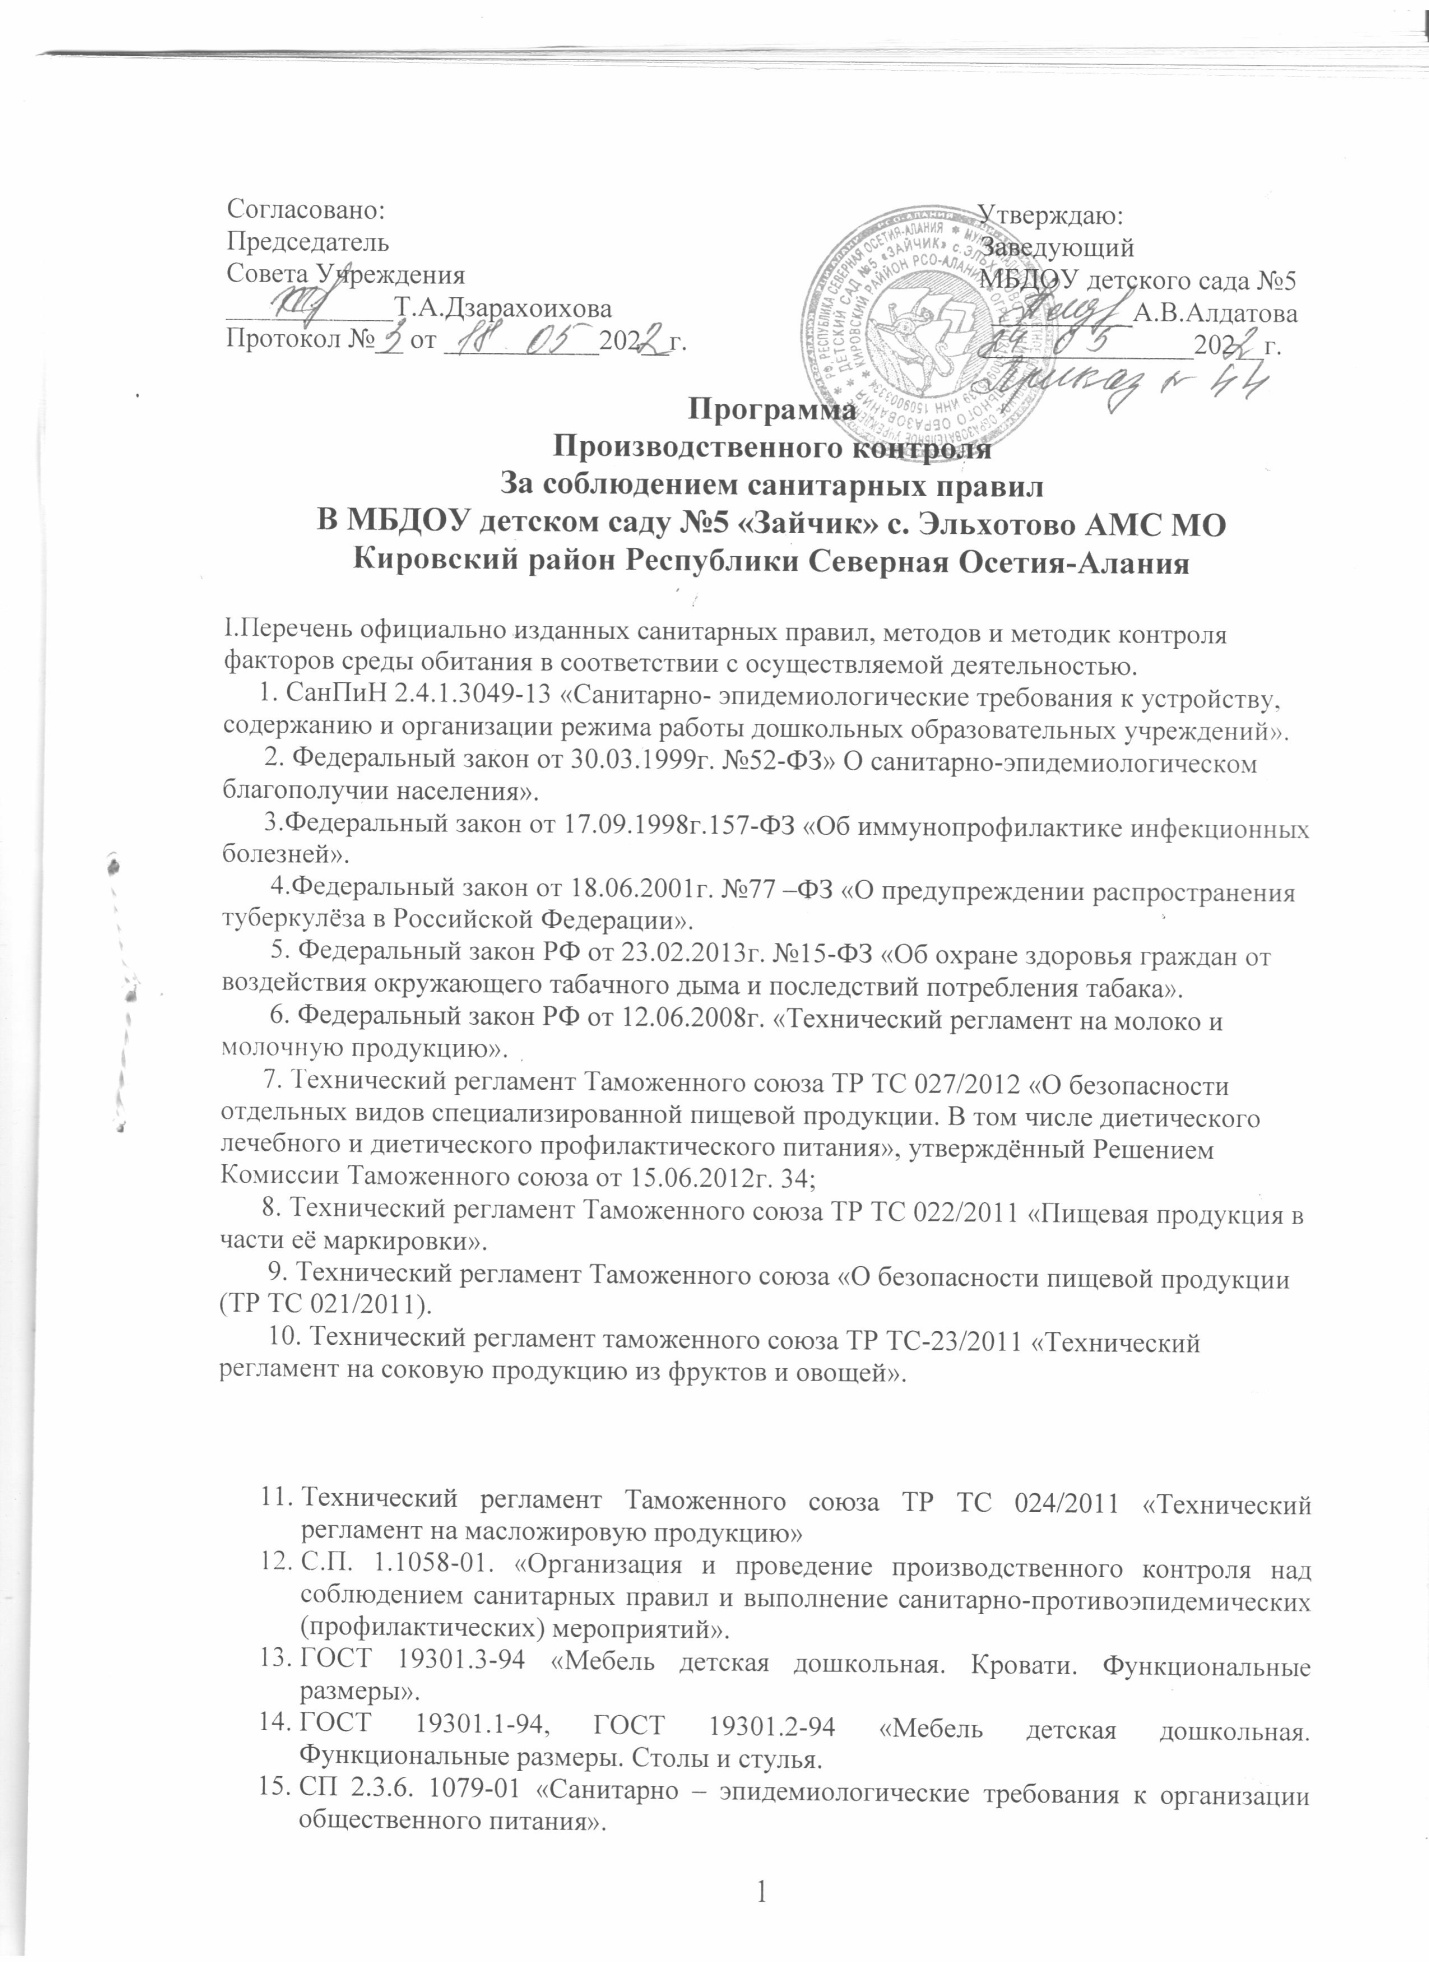 Согласовано:
Председатель
Совета Учреждения
____________Т.А.Дзарахоихова
Протокол № 3 от 18 05 2022г.
Утверждаю:
Заведующий
МБДОУ детского сада №5
__________А.В.Алдатова
05 2022 г.
Приказ № 44
Программа
Производственного контроля
За соблюдением санитарных правил
В МБДОУ детском саду №5 «Зайчик» с. Эльхотово АМС МО
Кировский район Республики Северная Осетия-Алания
I.Перечень официально изданных санитарных правил, методов и методик контроля
факторов среды обитания в соответствии с осуществляемой деятельностью.
1. СанПиН 2.4.1.3049-13 «Санитарно- эпидемиологические требования к устройству,
содержанию и организации режима работы дошкольных образовательных учреждений».
2. Федеральный закон от 30.03.1999г. №52-ФЗ» О санитарно-эпидемиологическом
благополучии населения».
3.Федеральный закон от 17.09.1998г.157-ФЗ «Об иммунопрофилактике инфекционных
болезней».
4.Федеральный закон от 18.06.2001г. №77 –ФЗ «О предупреждении распространения
туберкулёза в Российской Федерации».
5. Федеральный закон РФ от 23.02.2013г. №15-ФЗ «Об охране здоровья граждан от
воздействия окружающего табачного дыма и последствий потребления табака».
6. Федеральный закон РФ от 12.06.2008г. «Технический регламент на молоко и
молочную продукцию».
7. Технический регламент Таможенного союза ТР ТС 027/2012 «О безопасности
отдельных видов специализированной пищевой продукции. В том числе диетического
лечебного и диетического профилактического питания», утверждённый Решением
Комиссии Таможенного союза от 15.06.2012г. 34;
8. Технический регламент Таможенного союза ТР ТС 022/2011 «Пищевая продукция в
части её маркировки».
9. Технический регламент Таможенного союза «О безопасности пищевой продукции
(ТР ТС 021/2011).
10. Технический регламент таможенного союза ТР ТС-23/2011 «Технический
регламент на соковую продукцию из фруктов и овощей».
11. Технический регламент Таможенного союза ТР ТС 024/2011 «Технический
регламент на масложировую продукцию»
12. С.П. 1.1058-01. «Организация и проведение производственного контроля над
соблюдением санитарных правил и выполнение санитарно-противоэпидемических
(профилактических) мероприятий».
13. ГОСТ 19301.3-94 «Мебель детская дошкольная. Кровати. Функциональные
размеры».
14. ГОСТ 19301.1-94, ГОСТ 19301.2-94 «Мебель детская дошкольная.
Функциональные размеры. Столы и стулья.
15. СП 2.3.6. 1079-01 «Санитарно – эпидемиологические требования к организации
общественного питания».
1